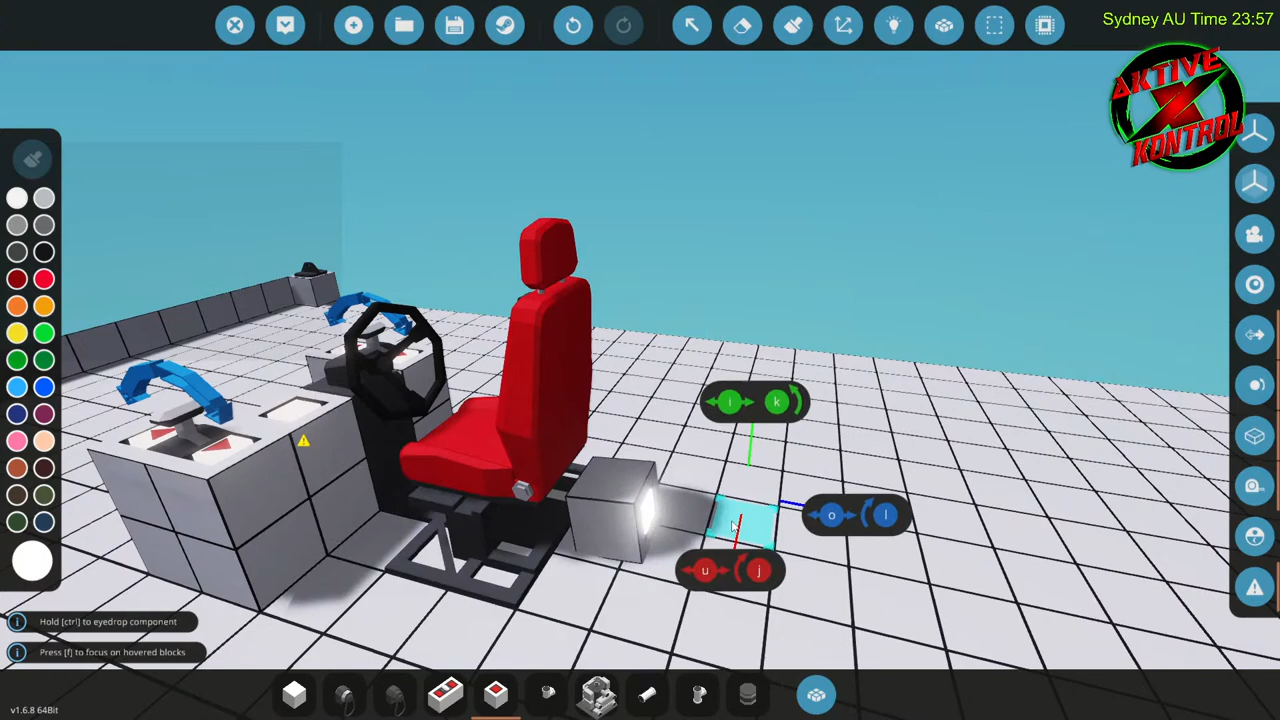 Sydney AU Time 23:57
AKTIVE
X
KONTROL
i k
o l
u j
Hold [ctrl] to eyedrop component
Press [f] to focus on hovered blocks
v1.6.8 64Bit